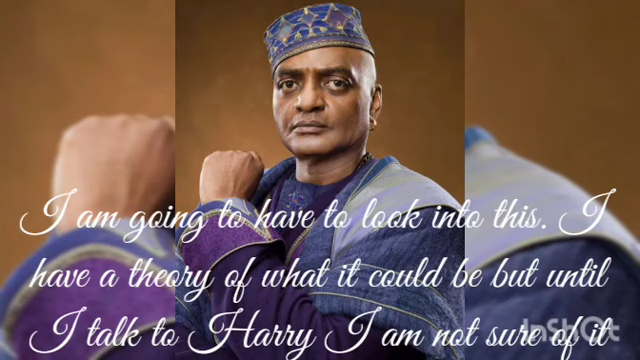 I am going to have to look into this. I
have a theory of what it could be but until
I talk to Harry I am not sure of it
InShOt